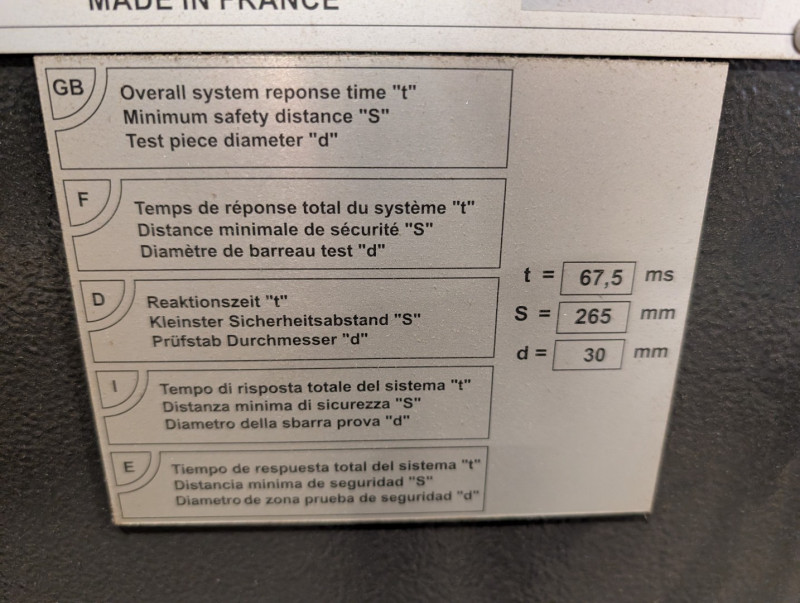 MADE IN FRANCE
GB
Overall system reponse time "t"
Minimum safety distance "S"
Test piece diameter "d"
F
Temps de réponse total du système "t"
Distance minimale de sécurité "S"
Diamètre de barreau test "d"
D
Reaktionszeit "t"
Kleinster Sicherheitsabstand "S"
Prüfstab Durchmesser "d"
I
Tempo di risposta totale del sistema "t"
Distanza minima di sicurezza "S"
Diametro della sbarra prova "d"
E
Tiempo de respuesta total del sistema "t"
Distancia minima de seguridad "S"
Diametro de zona prueba de seguridad "d"
t = 67,5 ms
S = 265 mm
d = 30 mm